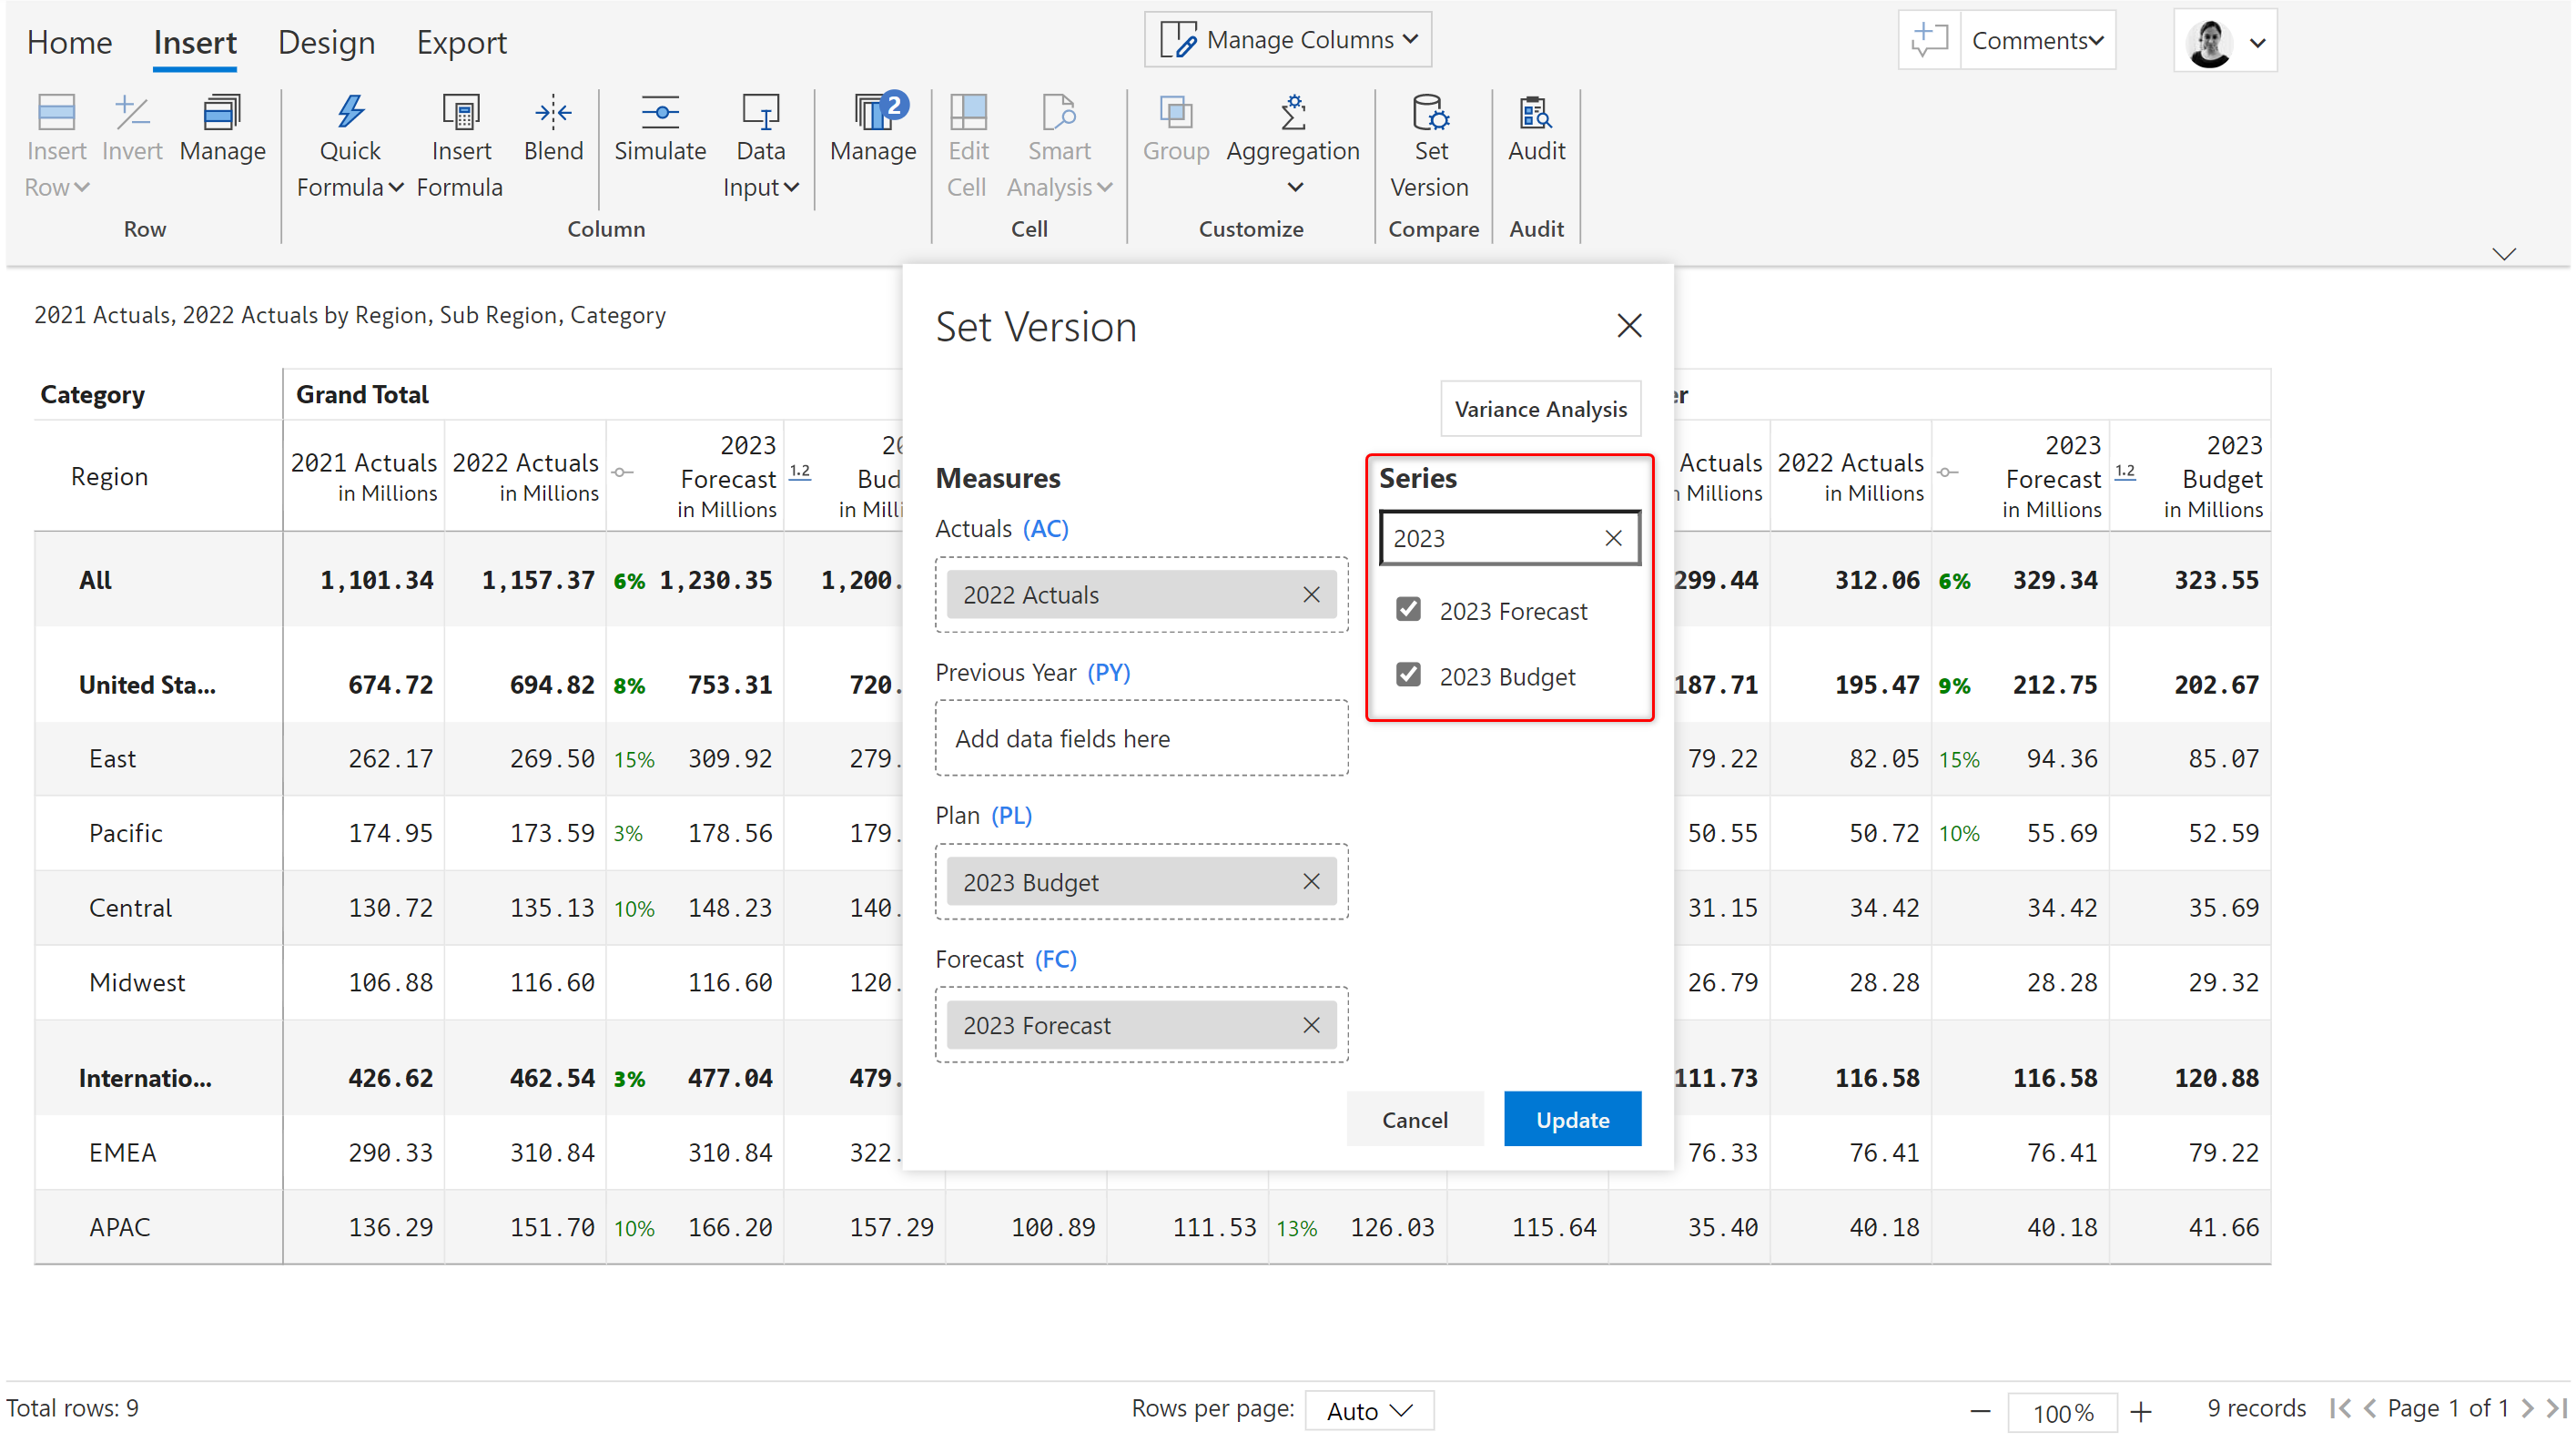 Home Insert Design Export
Manage Columns
Comments
2
Insert Invert Manage Quick Insert Blend Simulate Data Manage Edit Smart Group Aggregation Set Audit
Row Formula Formula Input Cell Analysis Version
Row Column Cell Customize Compare Audit
2021 Actuals, 2022 Actuals by Region, Sub Region, Category
Set Version
Variance Analysis
Measures
Actuals (AC)
2022 Actuals
Previous Year (PY)
Add data fields here
Plan (PL)
2023 Budget
Forecast (FC)
2023 Forecast
Series
2023
2023 Forecast
2023 Budget
Cancel Update
Category Grand Total
Region
2021 Actuals in Millions
2022 Actuals in Millions
2023 Forecast in Millions
1.2
Actuals
Millions
2022 Actuals in Millions
2023 Forecast in Millions
1.2
2023 Budget in Millions
All 1,101.34 1,157.37 6% 1,230.35 1,200. 299.44 312.06 6% 329.34 323.55
United Sta... 674.72 694.82 8% 753.31 720. 187.71 195.47 9% 212.75 202.67
East 262.17 269.50 15% 309.92 279. 79.22 82.05 15% 94.36 85.07
Pacific 174.95 173.59 3% 178.56 179. 50.55 50.72 10% 55.69 52.59
Central 130.72 135.13 10% 148.23 140. 31.15 34.42 34.42 35.69
Midwest 106.88 116.60 116.60 120. 26.79 28.28 28.28 29.32
Internatio... 426.62 462.54 3% 477.04 479. 111.73 116.58 116.58 120.88
EMEA 290.33 310.84 310.84 322. 76.33 76.41 76.41 79.22
APAC 136.29 151.70 10% 166.20 157.29 100.89 111.53 13% 126.03 115.64 35.40 40.18 40.18 41.66
Total rows: 9 Rows per page: Auto 100% 9 records Page 1 of 1